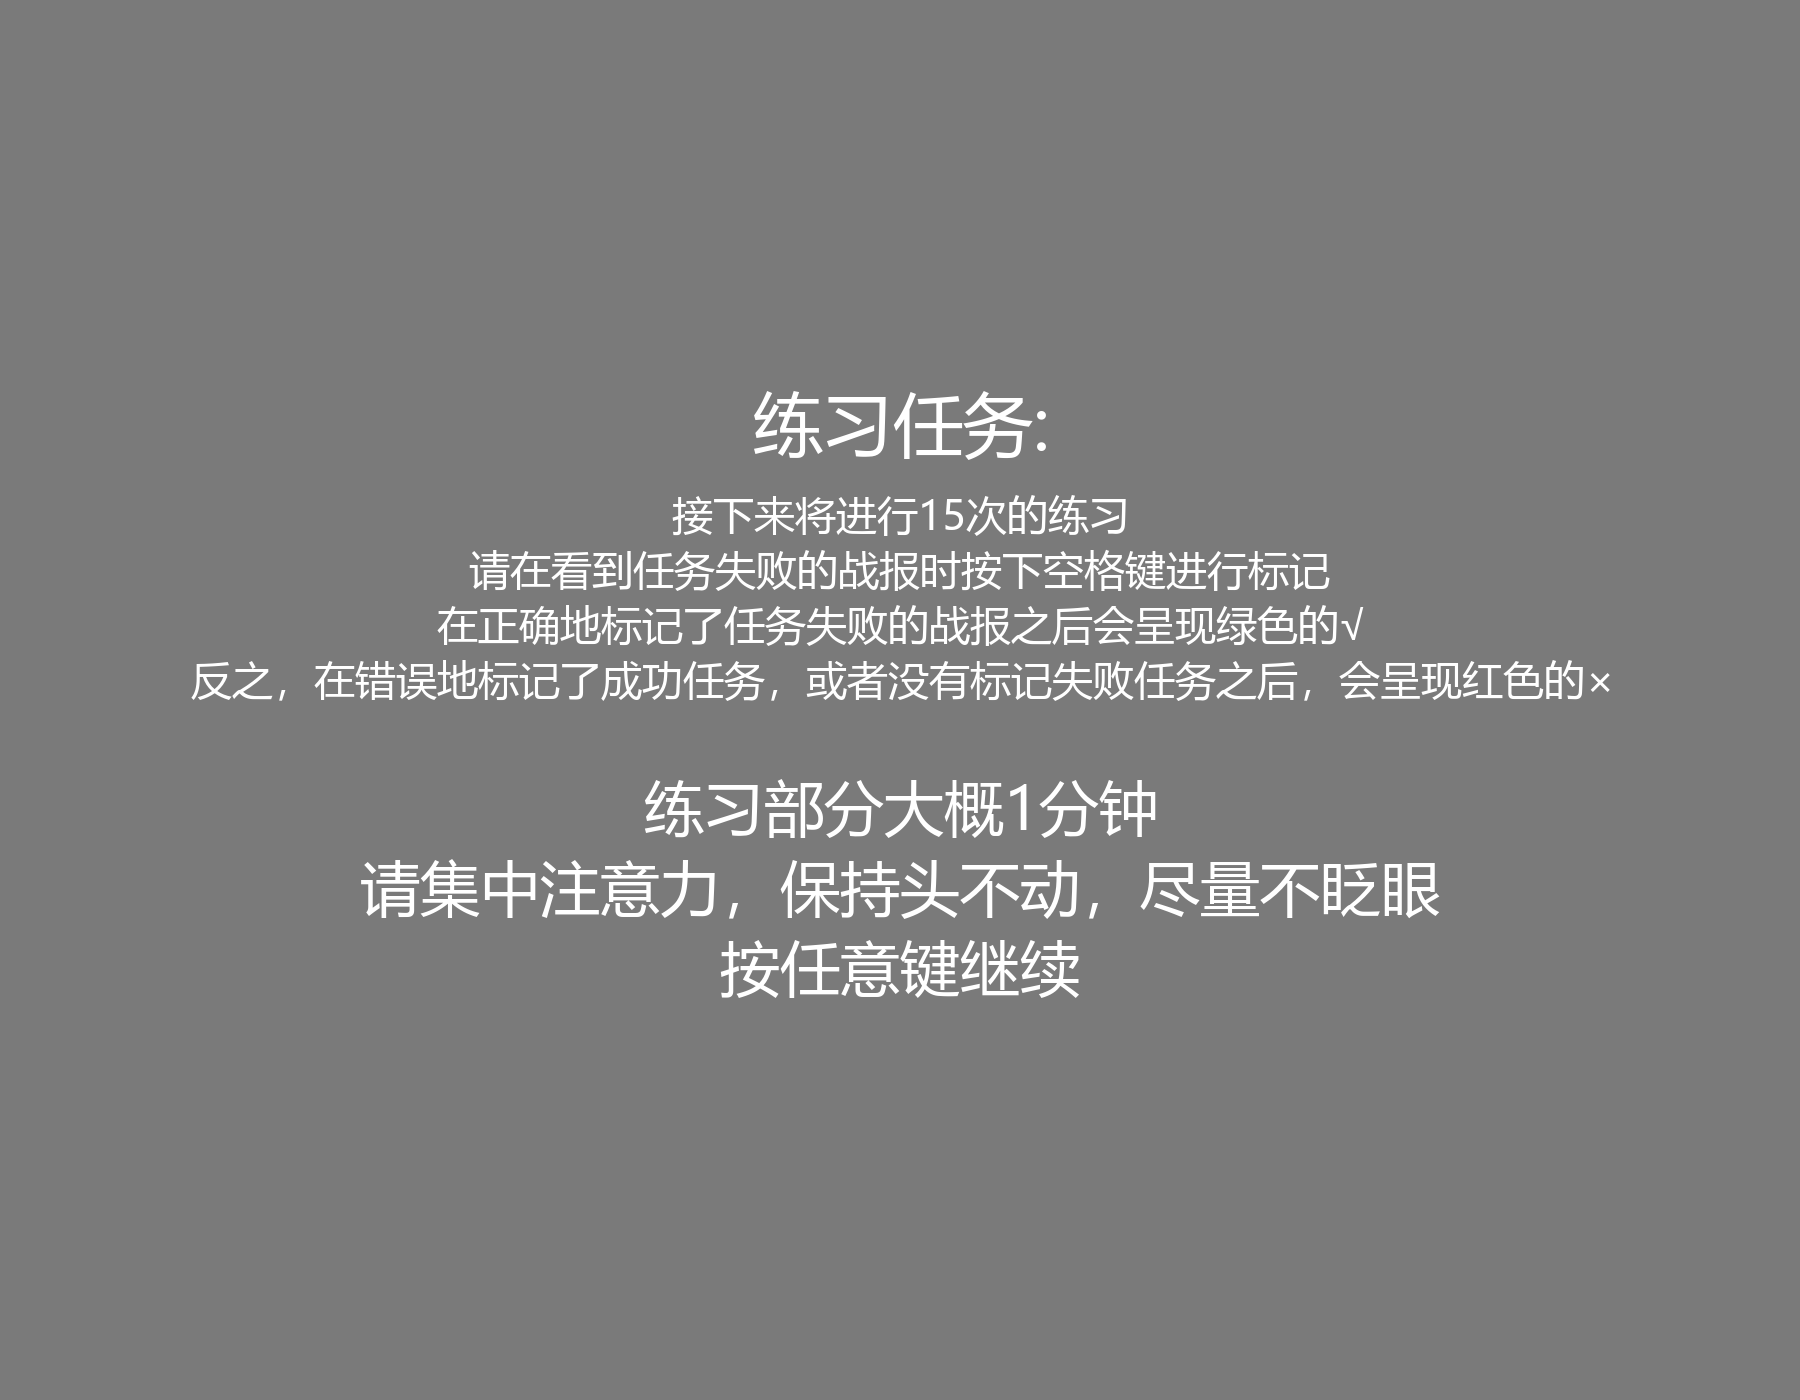 练习任务:
接下来将进行15次的练习
请在看到任务失败的战报时按下空格键进行标记
在正确地标记了任务失败的战报之后会呈现绿色的√
反之，在错误地标记了成功任务，或者没有标记失败任务之后，会呈现红色的×
练习部分大概1分钟
请集中注意力，保持头不动，尽量不眨眼
按任意键继续